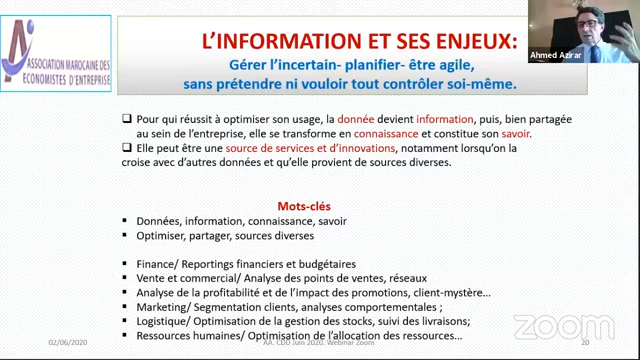 L'INFORMATION ET SES ENJEUX:
Gérer l'incertain- planifier- être agile,
sans prétendre ni vouloir tout contrôler soi-même.
ASSOCIATION MAROCAINE DES
ECONOMISTES D'ENTREPRISE
Ahmed Azirar
❑ Pour qui réussit à optimiser son usage, la donnée devient information, puis, bien partagée
au sein de l'entreprise, elle se transforme en connaissance et constitue son savoir.
❑ Elle peut être une source de services et d'innovations, notamment lorsqu'on la
croise avec d'autres données et qu'elle provient de sources diverses.
Mots-clés
▪ Données, information, connaissance, savoir
▪ Optimiser, partager, sources diverses
▪ Finance/ Reportings financiers et budgétaires
▪ Vente et commercial/ Analyse des points de ventes, réseaux
▪ Analyse de la profitabilité et de l'impact des promotions, client-mystère...
▪ Marketing/ Segmentation clients, analyses comportementales ;
▪ Logistique/ Optimisation de la gestion des stocks, suivi des livraisons;
▪ Ressources humaines/ Optimisation de l'allocation des ressources...
02/06/2020
AA. CDD Juin 2020. Webinar Zoom
20
zoom